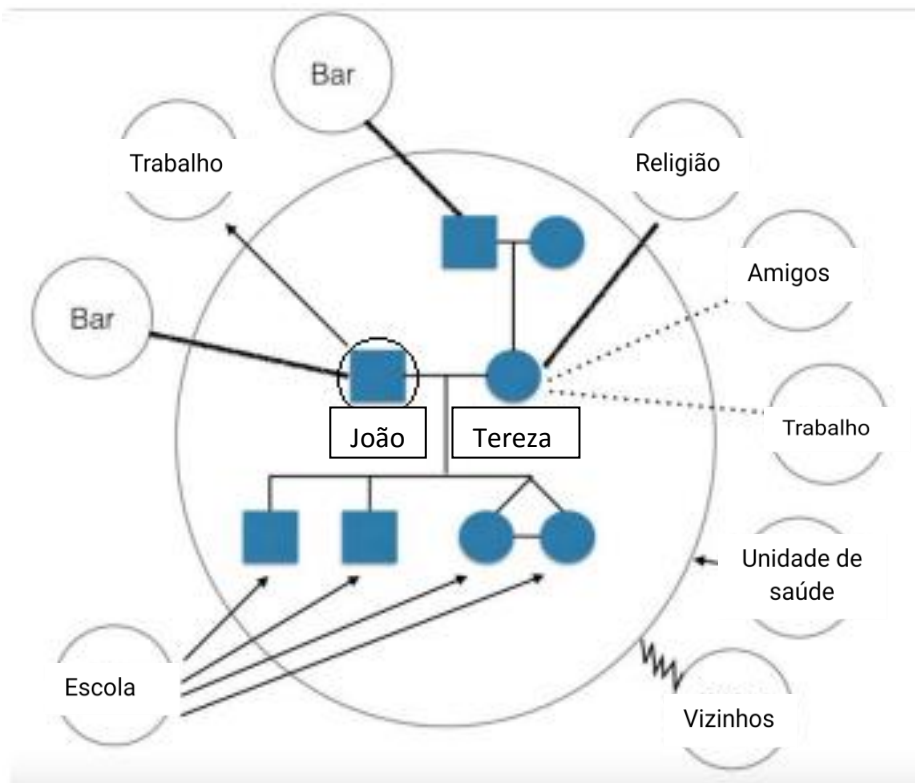 Bar
Trabalho
Religião
Amigos
Bar
Trabalho
João
Tereza
Unidade de
saúde
Escola
Vizinhos